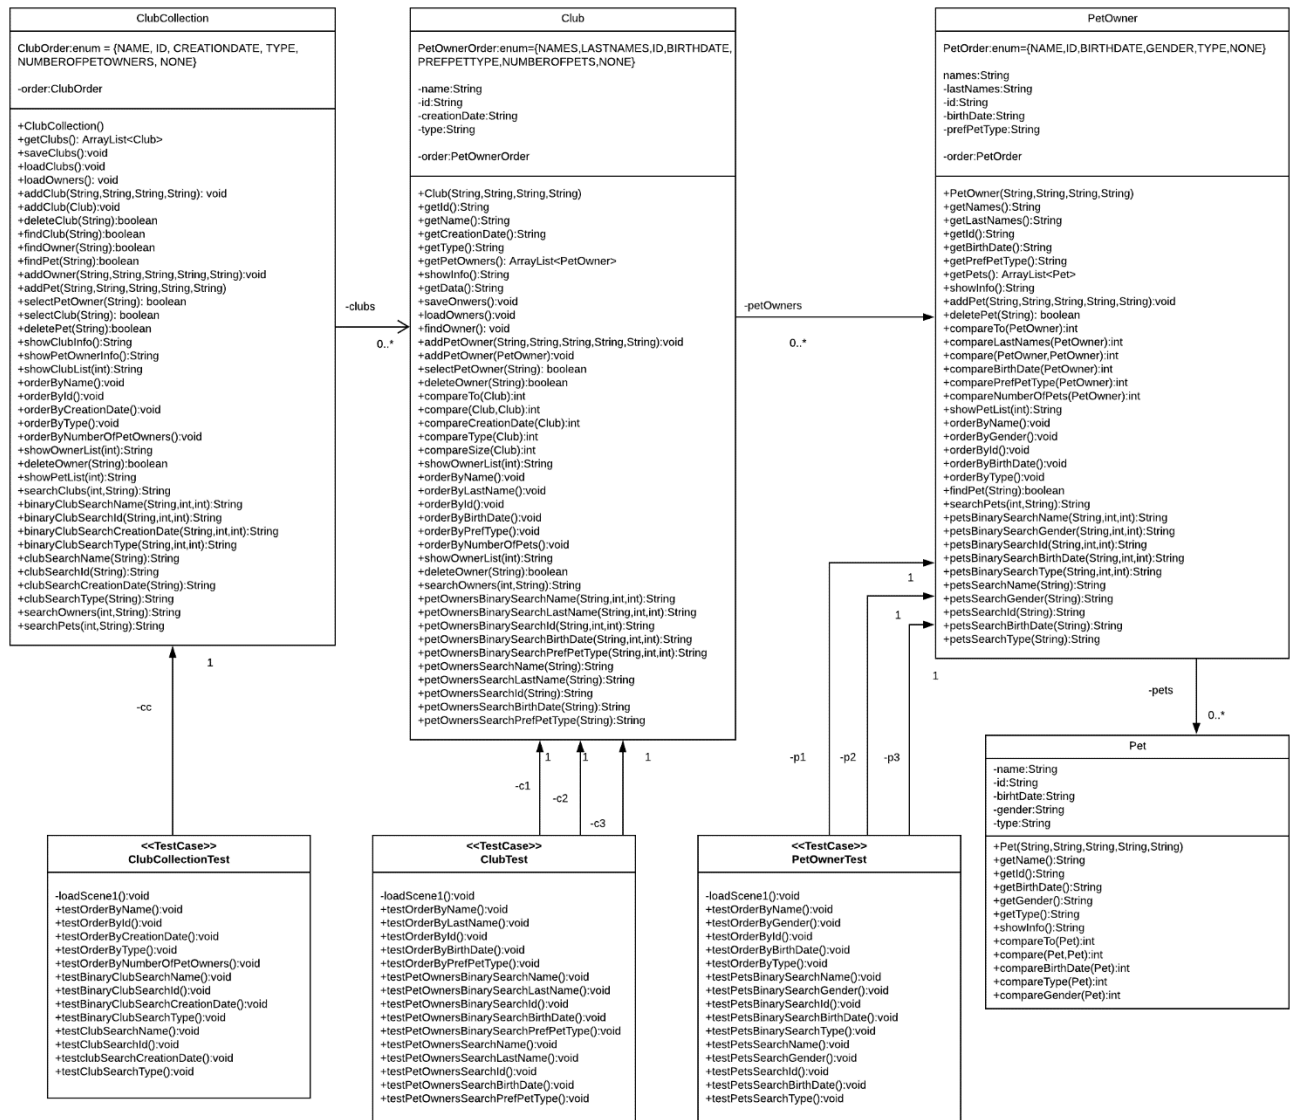 ClubCollection
ClubOrder:enum = {NAME, ID, CREATIONDATE, TYPE,
NUMBEROFPETOWNERS, NONE}
-order:ClubOrder
+ClubCollection()
+getClubs(): ArrayList<Club>
+saveClubs():void
+loadClubs():void
+loadOwners(): void
+addClub(String,String,String,String): void
+addClub(Club):void
+deleteClub(String):boolean
+findClub(String):boolean
+findOwner(String):boolean
+findPet(String):boolean
+addOwner(String,String,String,String,String):void
+addPet(String,String,String,String,String)
+selectPetOwner(String): boolean
+selectClub(String): boolean
+deletePet(String):boolean
+showClubInfo():String
+showPetOwnerInfo():String
+showClubList(int):String
+orderByName():void
+orderById():void
+orderByCreationDate():void
+orderByType():void
+orderByNumberOfPetOwners():void
+showOwnerList(int):String
+deleteOwner(String):boolean
+showPetList(int):String
+searchClubs(int,String):String
+binaryClubSearchName(String,int,int):String
+binaryClubSearchId(String,int,int):String
+binaryClubSearchCreationDate(String,int,int):String
+binaryClubSearchType(String,int,int):String
+clubSearchName(String):String
+clubSearchId(String):String
+clubSearchCreationDate(String):String
+clubSearchType(String):String
+searchOwners(int,String):String
+searchPets(int,String):String
-clubs
0..*
Club
PetOwnerOrder:enum={NAMES,LASTNAMES,ID,BIRTHDATE,
PREFPETTYPE,NUMBEROFPETS,NONE}
-name:String
-id:String
-creationDate:String
-type:String
-order:PetOwnerOrder
+Club(String,String,String,String)
+getId():String
+getName():String
+getCreationDate():String
+getType():String
+getPetOwners(): ArrayList<PetOwner>
+showInfo():String
+getData():String
+saveOnwers():void
+loadOwners():void
+findOwner(): void
+addPetOwner(String,String,String,String,String):void
+addPetOwner(PetOwner):void
+selectPetOwner(String): boolean
+deleteOwner(String):boolean
+compareTo(Club):int
+compare(Club,Club):int
+compareCreationDate(Club):int
+compareType(Club):int
+compareSize(Club):int
+showOwnerList(int):String
+orderByName():void
+orderByLastName():void
+orderById():void
+orderByBirthDate():void
+orderByPrefType():void
+orderByNumberOfPets():void
+showOwnerList(int):String
+deleteOwner(String):boolean
+searchOwners(int,String):String
+petOwnersBinarySearchName(String,int,int):String
+petOwnersBinarySearchLastName(String,int,int):String
+petOwnersBinarySearchId(String,int,int):String
+petOwnersBinarySearchBirthDate(String,int,int):String
+petOwnersBinarySearchPrefPetType(String,int,int):String
+petOwnersSearchName(String):String
+petOwnersSearchLastName(String):String
+petOwnersSearchId(String):String
+petOwnersSearchBirthDate(String):String
+petOwnersSearchPrefPetType(String):String
-petOwners
0..*
PetOwner
PetOrder:enum={NAME,ID,BIRTHDATE,GENDER,TYPE,NONE}
names:String
-lastNames:String
-id:String
-birthDate:String
-prefPetType:String
-order:PetOrder
+PetOwner(String,String,String,String)
+getNames():String
+getLastNames():String
+getId():String
+getBirthDate():String
+getPrefPetType():String
+getPets(): ArrayList<Pet>
+showInfo():String
+addPet(String,String,String,String,String):void
+deletePet(String): boolean
+compareTo(PetOwner):int
+compareLastNames(PetOwner):int
+compare(PetOwner,PetOwner):int
+compareBirthDate(PetOwner):int
+comparePrefPetType(PetOwner):int
+compareNumberOfPets(PetOwner):int
+showPetList(int):String
+orderByName():void
+orderByGender():void
+orderById():void
+orderByBirthDate():void
+orderByType():void
+findPet(String):boolean
+searchPets(int,String):String
+petsBinarySearchName(String,int,int):String
+petsBinarySearchGender(String,int,int):String
+petsBinarySearchId(String,int,int):String
+petsBinarySearchBirthDate(String,int,int):String
+petsBinarySearchType(String,int,int):String
+petsSearchName(String):String
+petsSearchGender(String):String
+petsSearchId(String):String
+petsSearchBirthDate(String):String
+petsSearchType(String):String
1
1
1
-pets
0..*
1
-cc
-c1
1
-c2
1
-c3
1
-p1
-p2
-p3
Pet
-name:String
-id:String
-birhtDate:String
-gender:String
-type:String
+Pet(String,String,String,String,String)
+getName():String
+getId():String
+getBirthDate():String
+getGender():String
+getType():String
+showInfo():String
+compareTo(Pet):int
+compare(Pet,Pet):int
+compareBirthDate(Pet):int
+compareType(Pet):int
+compareGender(Pet):int
<<TestCase>>
ClubCollectionTest
-loadScene1():void
+testOrderByName():void
+testOrderById():void
+testOrderByCreationDate():void
+testOrderByType():void
+testOrderByNumberOfPetOwners():void
+testBinaryClubSearchName():void
+testBinaryClubSearchId():void
+testBinaryClubSearchCreationDate():void
+testBinaryClubSearchType():void
+testClubSearchName():void
+testClubSearchId():void
+testclubSearchCreationDate():void
+testClubSearchType():void
<<TestCase>>
ClubTest
-loadScene1():void
+testOrderByName():void
+testOrderByLastName():void
+testOrderById():void
+testOrderByBirthDate():void
+testOrderByPrefPetType():void
+testPetOwnersBinarySearchName():void
+testPetOwnersBinarySearchLastName():void
+testPetOwnersBinarySearchId():void
+testPetOwnersBinarySearchBirthDate():void
+testPetOwnersBinarySearchPrefPetType():void
+testPetOwnersSearchName():void
+testPetOwnersSearchLastName():void
+testPetOwnersSearchId():void
+testPetOwnersSearchBirthDate():void
+testPetOwnersSearchPrefPetType():void
<<TestCase>>
PetOwnerTest
-loadScene1():void
+testOrderByName():void
+testOrderByGender():void
+testOrderById():void
+testOrderByBirthDate():void
+testOrderByType():void
+testPetsBinarySearchName():void
+testPetsBinarySearchGender():void
+testPetsBinarySearchId():void
+testPetsBinarySearchBirthDate():void
+testPetsBinarySearchType():void
+testPetsSearchName():void
+testPetsSearchGender():void
+testPetsSearchId():void
+testPetsSearchBirthDate():void
+testPetsSearchType():void